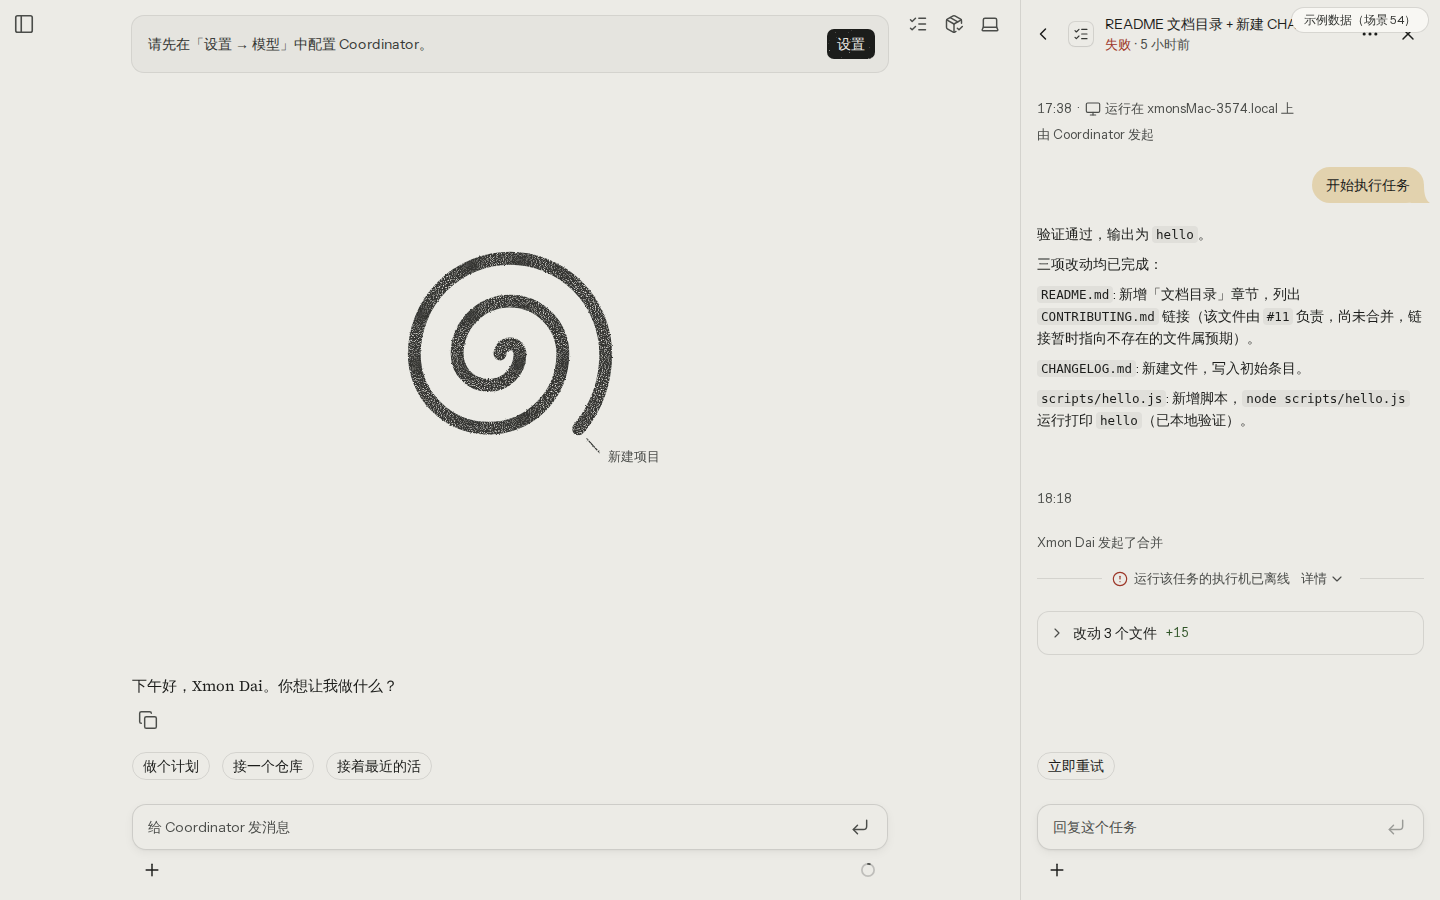 请先在「设置 → 模型」中配置 Coordinator。
设置
新建项目
下午好，Xmon Dai。你想让我做什么？
做个计划
接一个仓库
接着最近的活
给 Coordinator 发消息
README 文档目录 + 新建 CHA
示例数据（场景 54）
失败 · 5 小时前
17:38 · 运行在 xmonsMac-3574.local 上
由 Coordinator 发起
开始执行任务
验证通过，输出为 hello。
三项改动均已完成：
README.md: 新增「文档目录」章节，列出
CONTRIBUTING.md 链接（该文件由 #11 负责，尚未合并，链
接暂时指向不存在的文件属预期）。
CHANGELOG.md: 新建文件，写入初始条目。
scripts/hello.js: 新增脚本，node scripts/hello.js
运行打印 hello（已本地验证）。
18:18
Xmon Dai 发起了合并
运行该任务的执行机已离线 详情
改动 3 个文件 +15
立即重试
回复这个任务